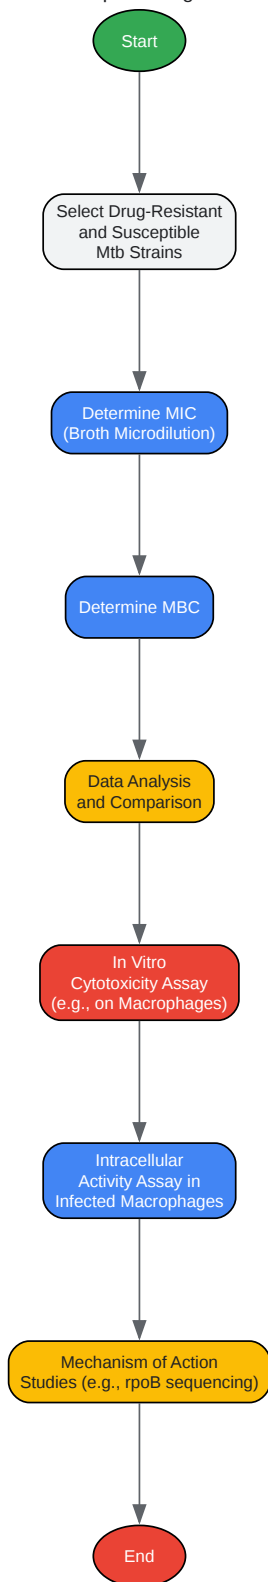 Start
Select Drug-Resistant
and Susceptible
Mtb Strains
Determine MIC
(Broth Microdilution)
Determine MBC
Data Analysis
and Comparison
In Vitro
Cytotoxicity Assay
(e.g., on Macrophages)
Intracellular
Activity Assay in
Infected Macrophages
Mechanism of Action
Studies (e.g., rpoB sequencing)
End